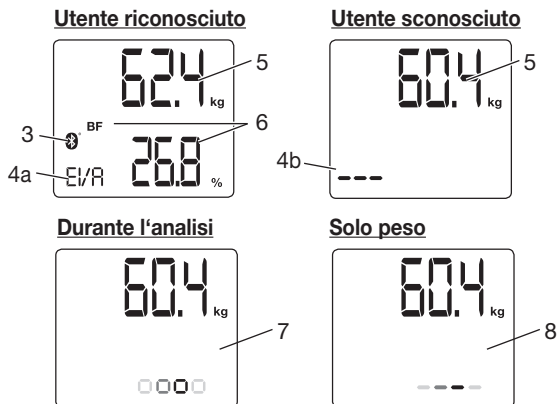 Utente riconosciuto
62.4 kg
5
BF
6
3
4a
EVA
26.8 %
Utente sconosciuto
60.4 kg
5
4b
---
Durante l‘analisi
60.4 kg
7
Solo peso
60.4 kg
8